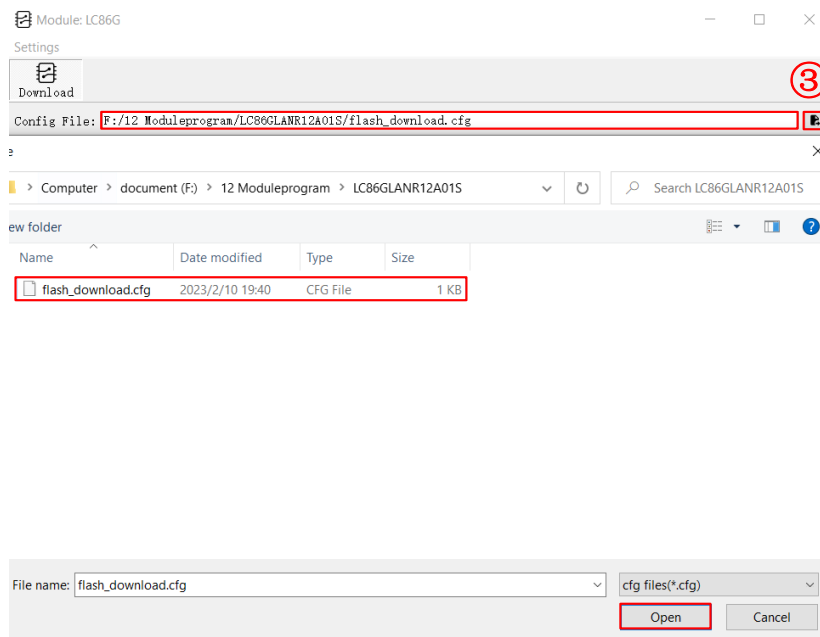 Module: LC86G
Settings
③
Download
Config File: F:/12 Moduleprogram/LC86GLANR12A01S/flash_download.cfg
e
> Computer > document (F:) > 12 Moduleprogram > LC86GLANR12A01S Search LC86GLANR12A01S
ew folder ?
Name Date modified Type Size
flash_download.cfg 2023/2/10 19:40 CFG File 1 KB
File name: flash_download.cfg cfg files(*.cfg)
Open Cancel